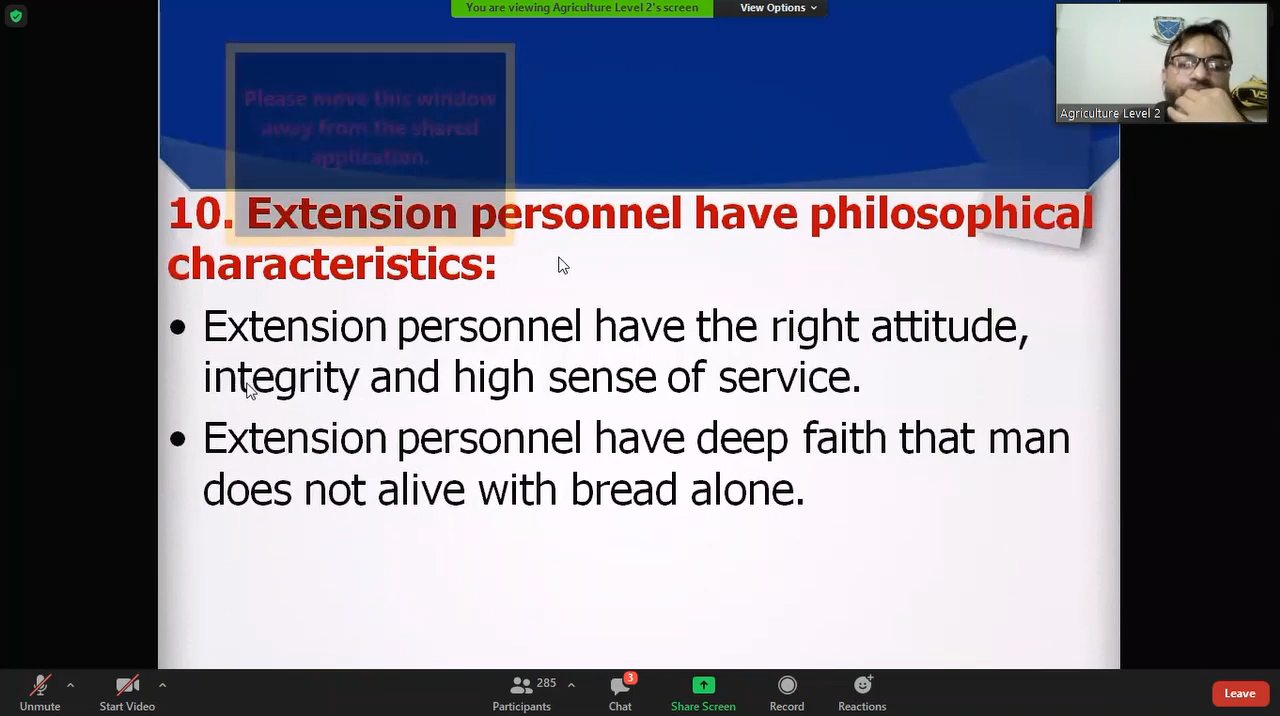 You are viewing Agriculture Level 2's screen
View Options
Please move this window
away from the shared
application.
Agriculture Level 2
10. Extension personnel have philosophical
characteristics:
• Extension personnel have the right attitude,
integrity and high sense of service.
• Extension personnel have deep faith that man
does not alive with bread alone.
Unmute
Start Video
285
Participants
3
Chat
Share Screen
Record
Reactions
Leave